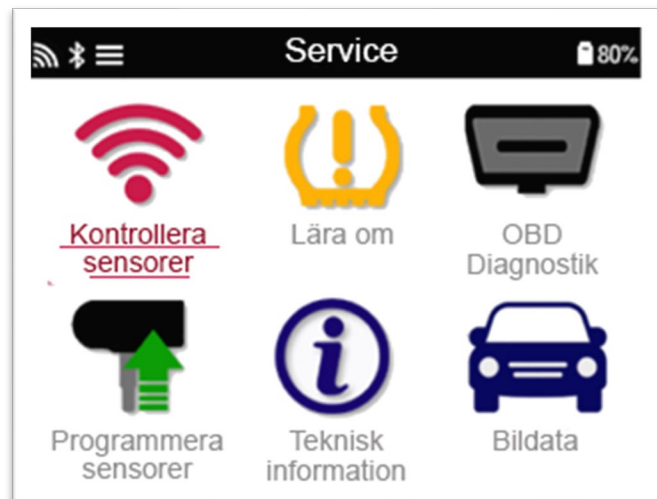 Service
80%
Kontrollera
sensorer
Lära om
OBD
Diagnostik
Programmera
sensorer
Teknisk
information
Bildata